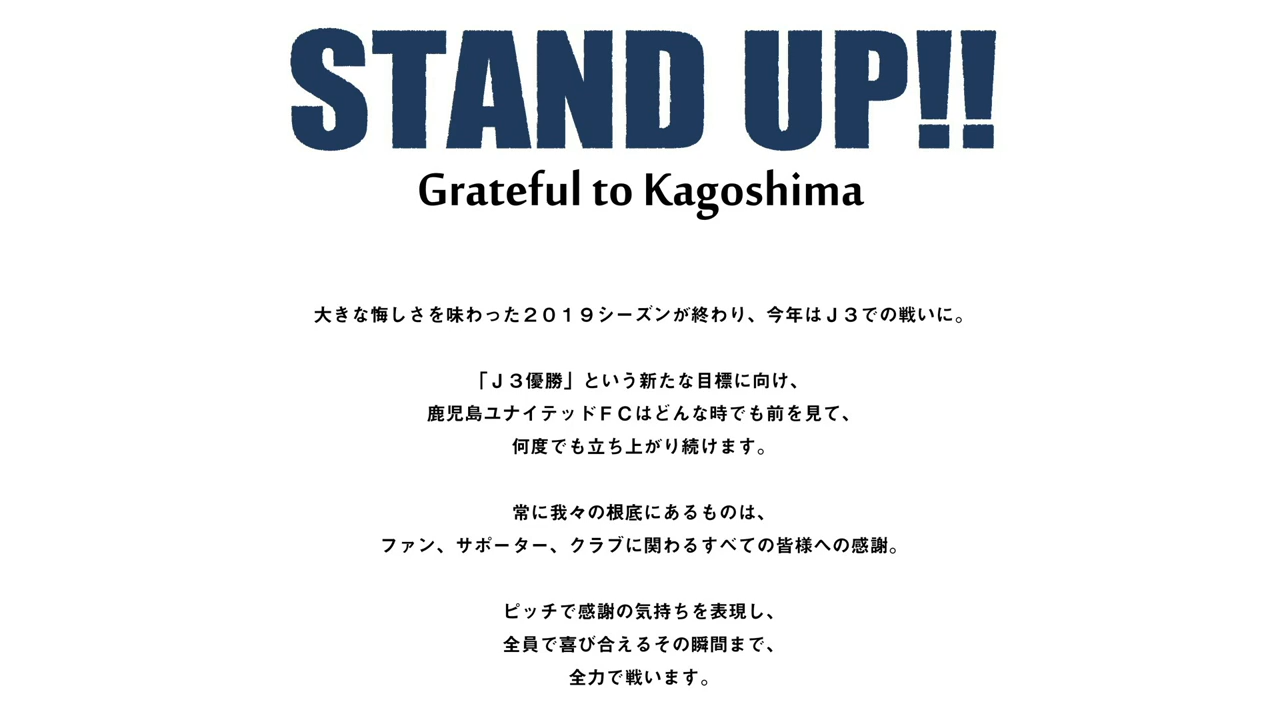 STAND UP!!
Grateful to Kagoshima
大きな悔しさを味わった２０１９シーズンが終わり、今年はＪ３での戦いに。
「Ｊ３優勝」という新たな目標に向け、
鹿児島ユナイテッドＦＣはどんな時でも前を見て、
何度でも立ち上がり続けます。
常に我々の根底にあるものは、
ファン、サポーター、クラブに関わるすべての皆様への感謝。
ピッチで感謝の気持ちを表現し、
全員で喜び合えるその瞬間まで、
全力で戦います。